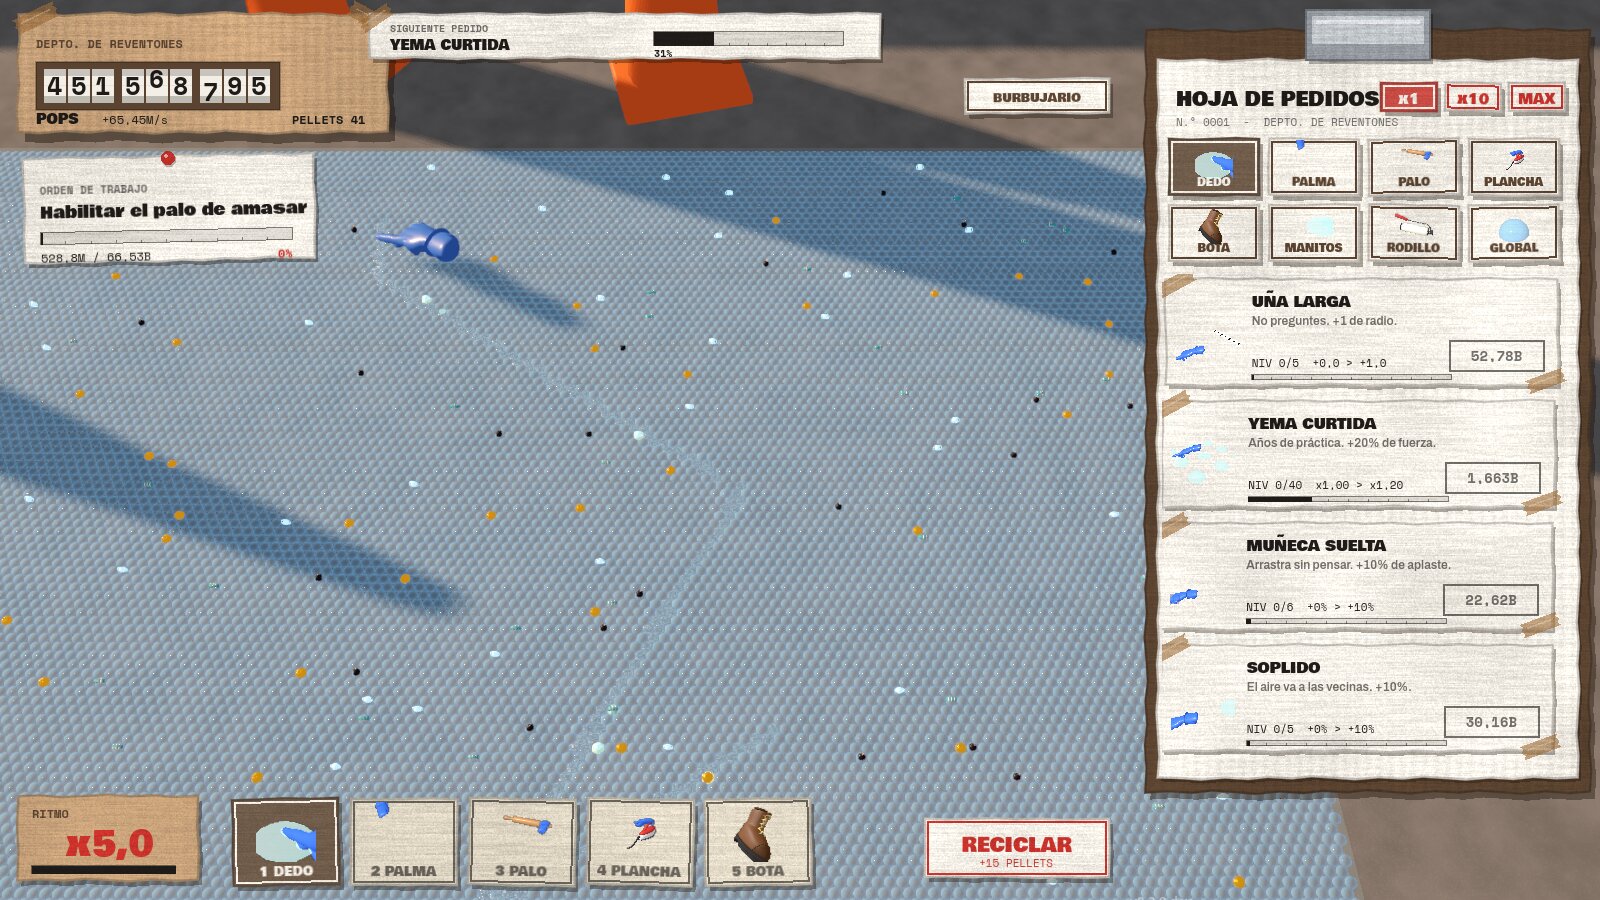 DEPTO. DE REVENTONES
451 568 795
POPS +65,45M/s PELLETS 41
SIGUIENTE PEDIDO
YEMA CURTIDA
31%
BURBUJARIO
ORDEN DE TRABAJO
Habilitar el palo de amasar
528,8M / 66,53B 0%
HOJA DE PEDIDOS x1 x10 MAX
N.° 0001 - DEPTO. DE REVENTONES
DEDO PALMA PALO PLANCHA
BOTA MANITOS RODILLO GLOBAL
UÑA LARGA
No preguntes. +1 de radio.
NIV 0/5 +0,0 > +1,0
52,78B
YEMA CURTIDA
Años de práctica. +20% de fuerza.
NIV 0/40 x1,00 > x1,20
1,663B
MUÑECA SUELTA
Arrastra sin pensar. +10% de aplaste.
NIV 0/6 +0% > +10%
22,62B
SOPLIDO
El aire va a las vecinas. +10%.
NIV 0/5 +0% > +10%
30,16B
RITMO
x5,0
1 DEDO 2 PALMA 3 PALO 4 PLANCHA 5 BOTA
RECICLAR
+15 PELLETS